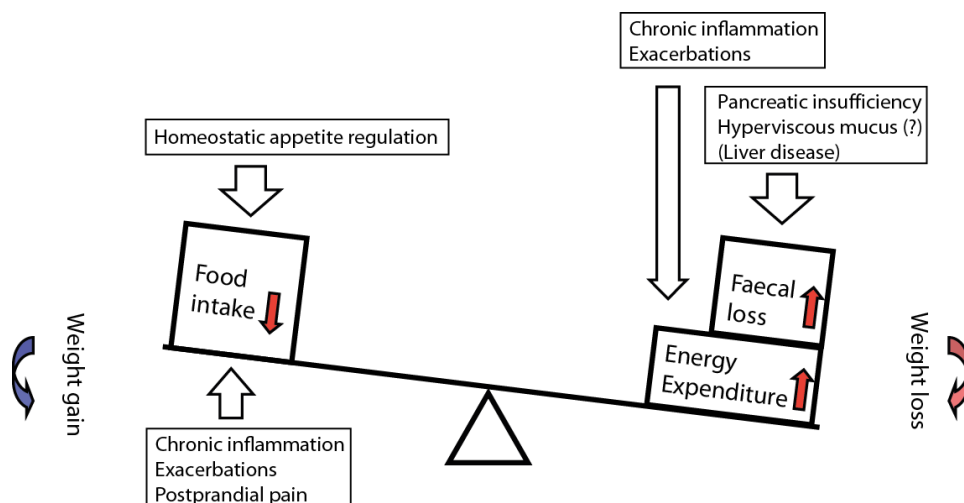 Chronic inflammation
Exacerbations
Pancreatic insufficiency
Hyperviscous mucus (?)
(Liver disease)
Homeostatic appetite regulation
Food
intake
Faecal
loss
Energy
Expenditure
Weight gain
Weight loss
Chronic inflammation
Exacerbations
Postprandial pain